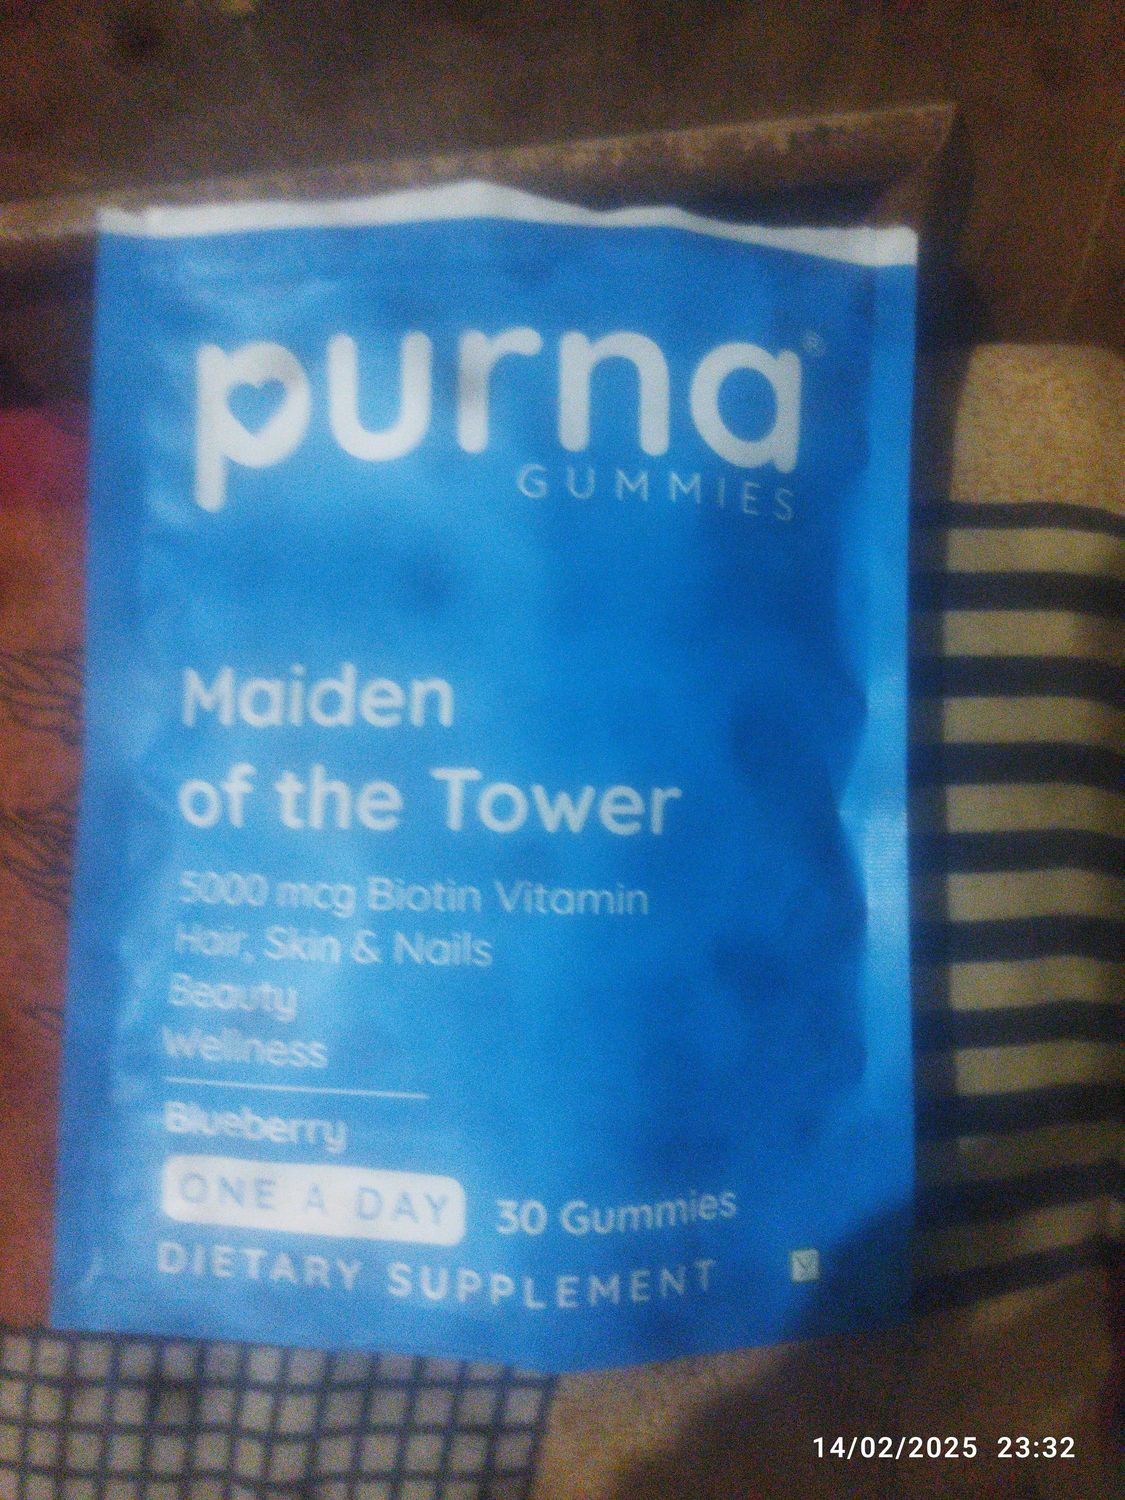 purna®
GUMMIES
Maiden
of the Tower
5000 mcg Biotin Vitamin
Hair, Skin & Nails
Beauty
Wellness
Blueberry
ONE A DAY
30 Gummies
DIETARY SUPPLEMENT
14/02/2025 23:32